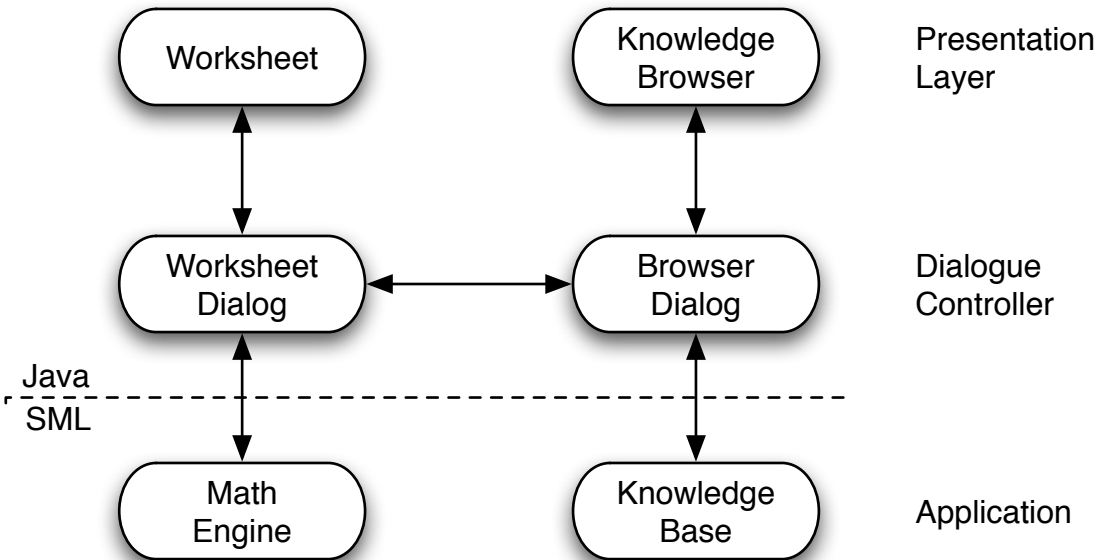 Worksheet
Knowledge
Browser
Presentation
Layer
Worksheet
Dialog
Browser
Dialog
Dialogue
Controller
Java
SML
Math
Engine
Knowledge
Base
Application